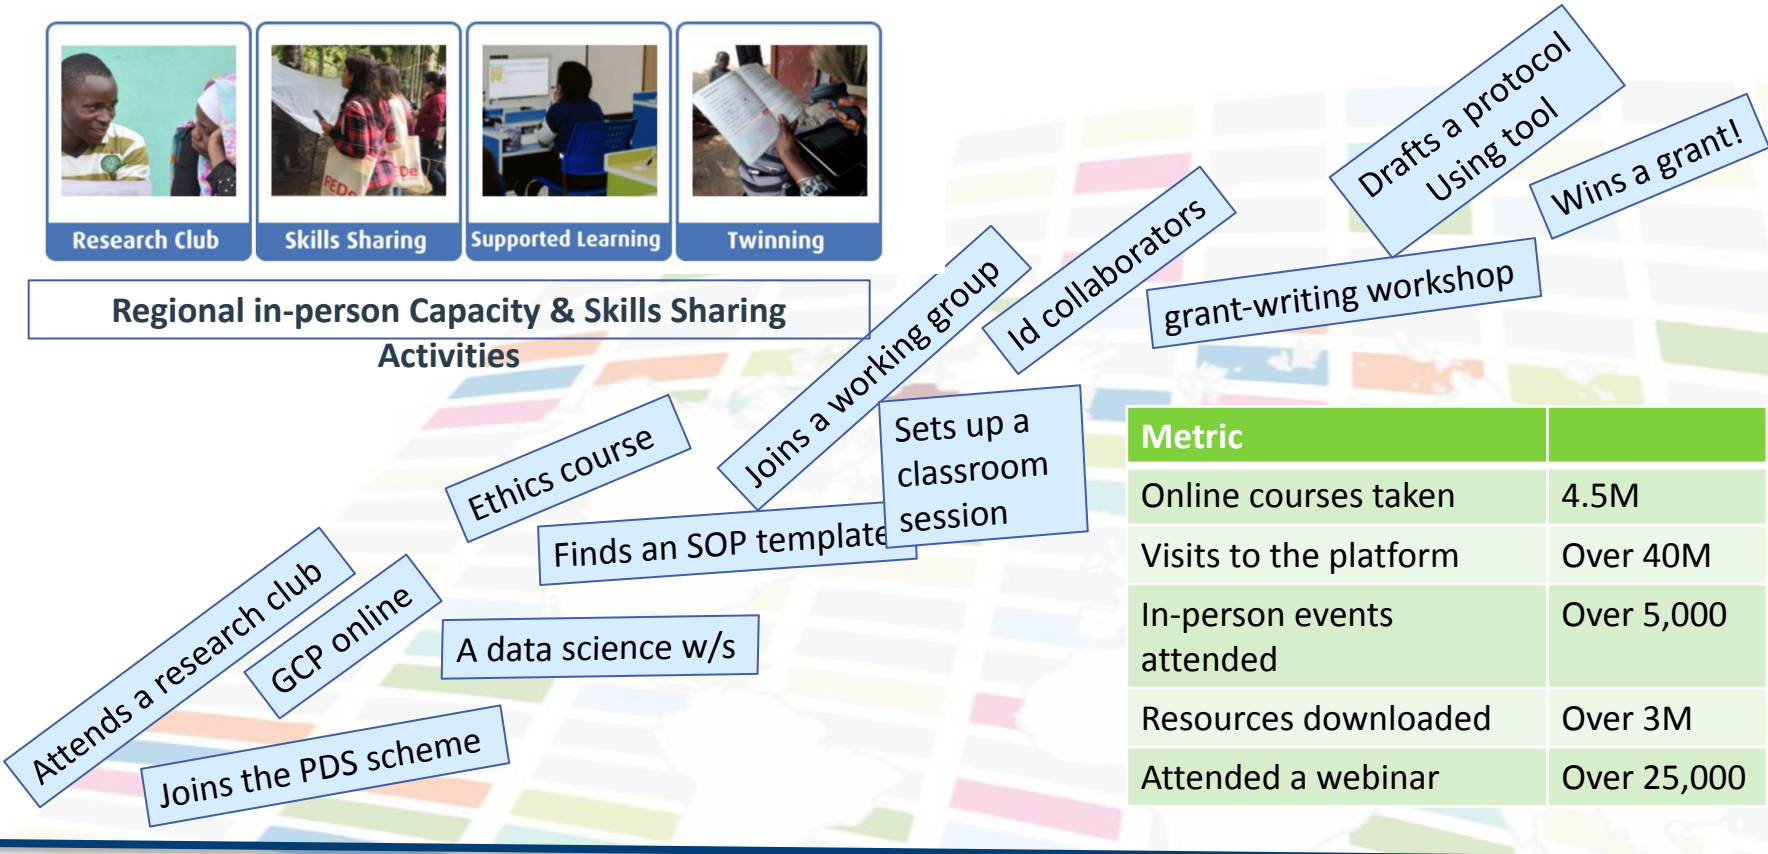 PEDs
EDe
Research Club
Skills Sharing
Supported Learning
Twinning
Regional in-person Capacity & Skills Sharing
Activities
Drafts a protocol
Using tool
Wins a grant!
grant-writing workshop
Id collaborators
Joins a working group
Sets up a
classroom
session
Ethics course
Finds an SOP template
Attends a research club
GCP online
A data science w/s
Joins the PDS scheme
Metric
Online courses taken 4.5M
Visits to the platform Over 40M
In-person events Over 5,000
attended
Resources downloaded Over 3M
Attended a webinar Over 25,000